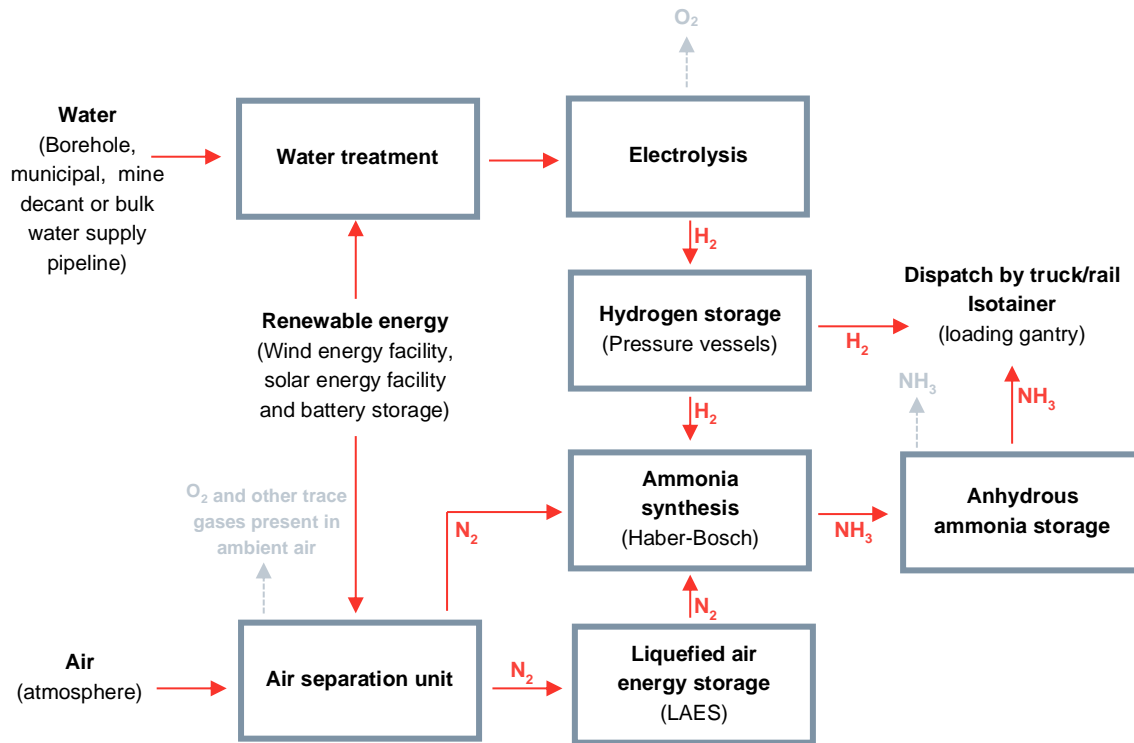 O₂
Water
(Borehole,
municipal, mine
decant or bulk
water supply
pipeline)
Water treatment
Electrolysis
H₂
Renewable energy
(Wind energy facility,
solar energy facility
and battery storage)
Hydrogen storage
(Pressure vessels)
H₂
Dispatch by truck/rail
Isotainer
(loading gantry)
H₂
NH₃
NH₃
O₂ and other trace
gases present in
ambient air
N₂
Ammonia
synthesis
(Haber-Bosch)
NH₃
Anhydrous
ammonia storage
N₂
Air
(atmosphere)
Air separation unit
N₂
Liquefied air
energy storage
(LAES)